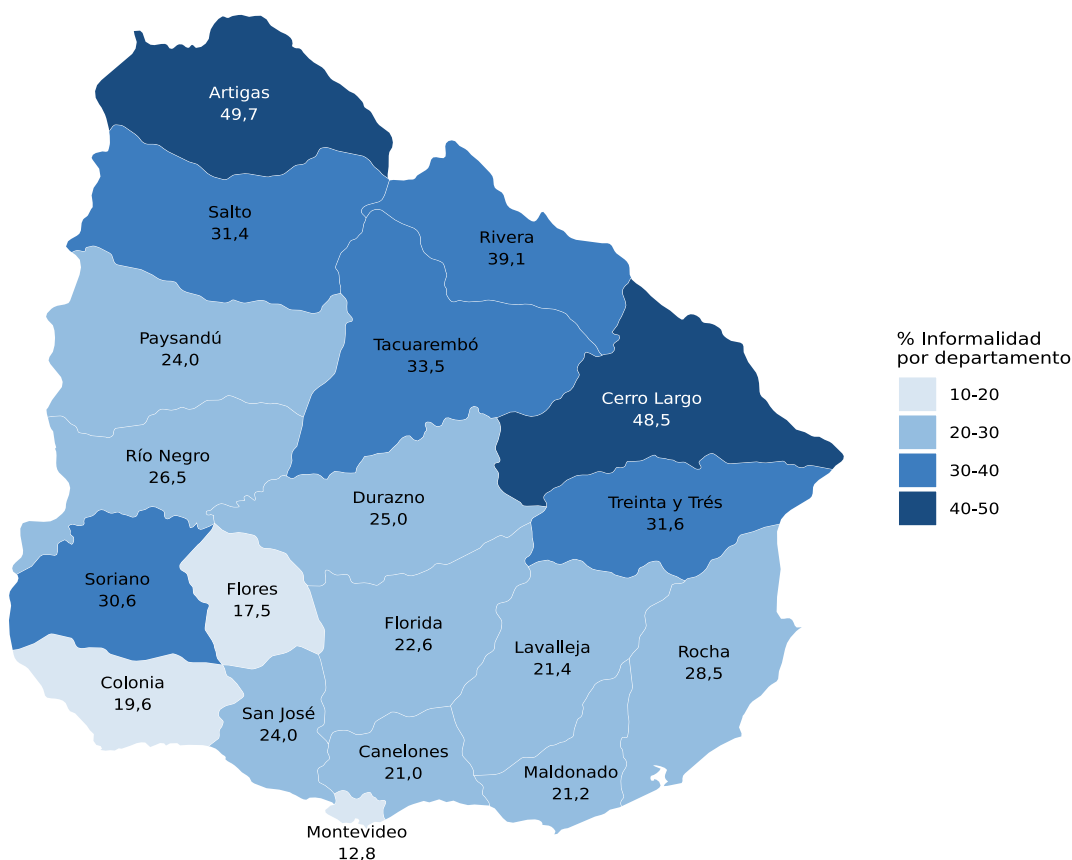 Artigas
49,7
Salto
31,4
Rivera
39,1
Paysandú
24,0
Tacuarembó
33,5
Cerro Largo
48,5
Río Negro
26,5
Durazno
25,0
Treinta y Trés
31,6
Soriano
30,6
Flores
17,5
Florida
22,6
Lavalleja
21,4
Rocha
28,5
Colonia
19,6
San José
24,0
Canelones
21,0
Maldonado
21,2
Montevideo
12,8
% Informalidad
por departamento
10-20
20-30
30-40
40-50